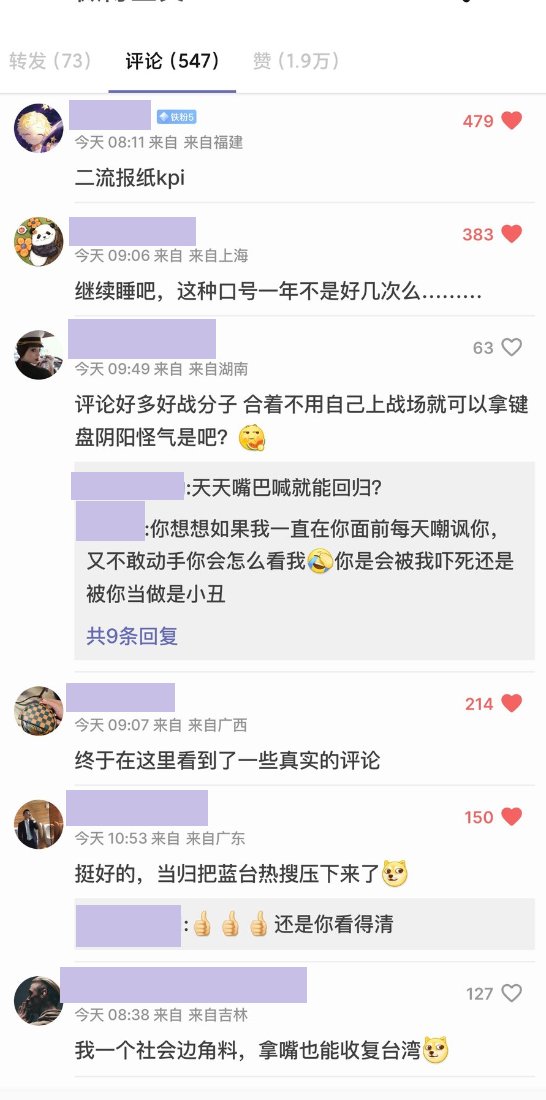 转发 (73) 评论 (547) 赞 (1.9万)
铁粉5
479
今天 08:11 来自 来自福建
二流报纸kpi
383
今天 09:06 来自 来自上海
继续睡吧，这种口号一年不是好几次么………
63
今天 09:49 来自 来自湖南
评论好多好战分子 合着不用自己上战场就可以拿键
盘阴阳怪气是吧？
:天天嘴巴喊就能回归？
:你想想如果我一直在你面前每天嘲讽你，
又不敢动手你会怎么看我🤣你是会被我吓死还是
被你当做是小丑
共9条回复
214
今天 09:07 来自 来自广西
终于在这里看到了一些真实的评论
150
今天 10:53 来自 来自广东
挺好的，当归把蓝台热搜压下来了
:👍👍👍还是你看得清
127
今天 08:38 来自 来自吉林
我一个社会边角料，拿嘴也能收复台湾